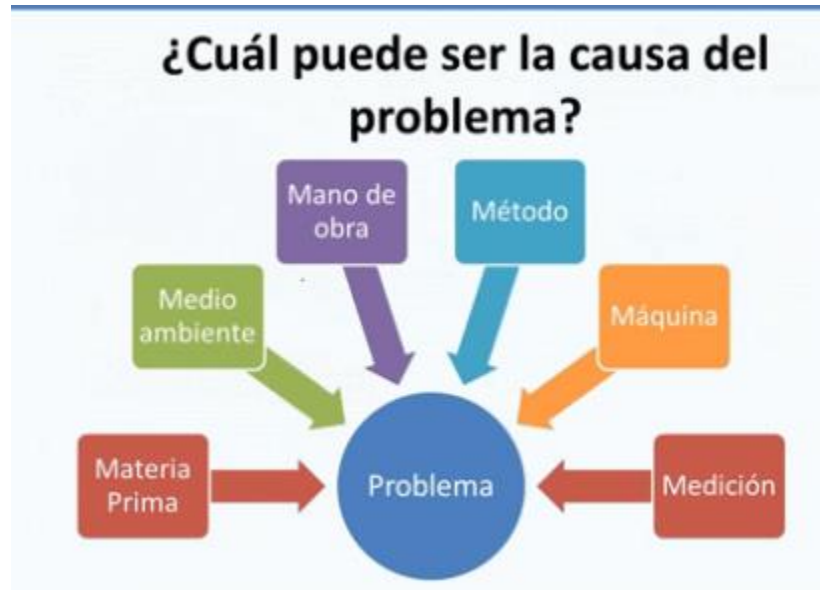 ¿Cuál puede ser la causa del
problema?
Mano de
obra
Método
Medio
ambiente
Máquina
Materia
Prima
Problema
Medición